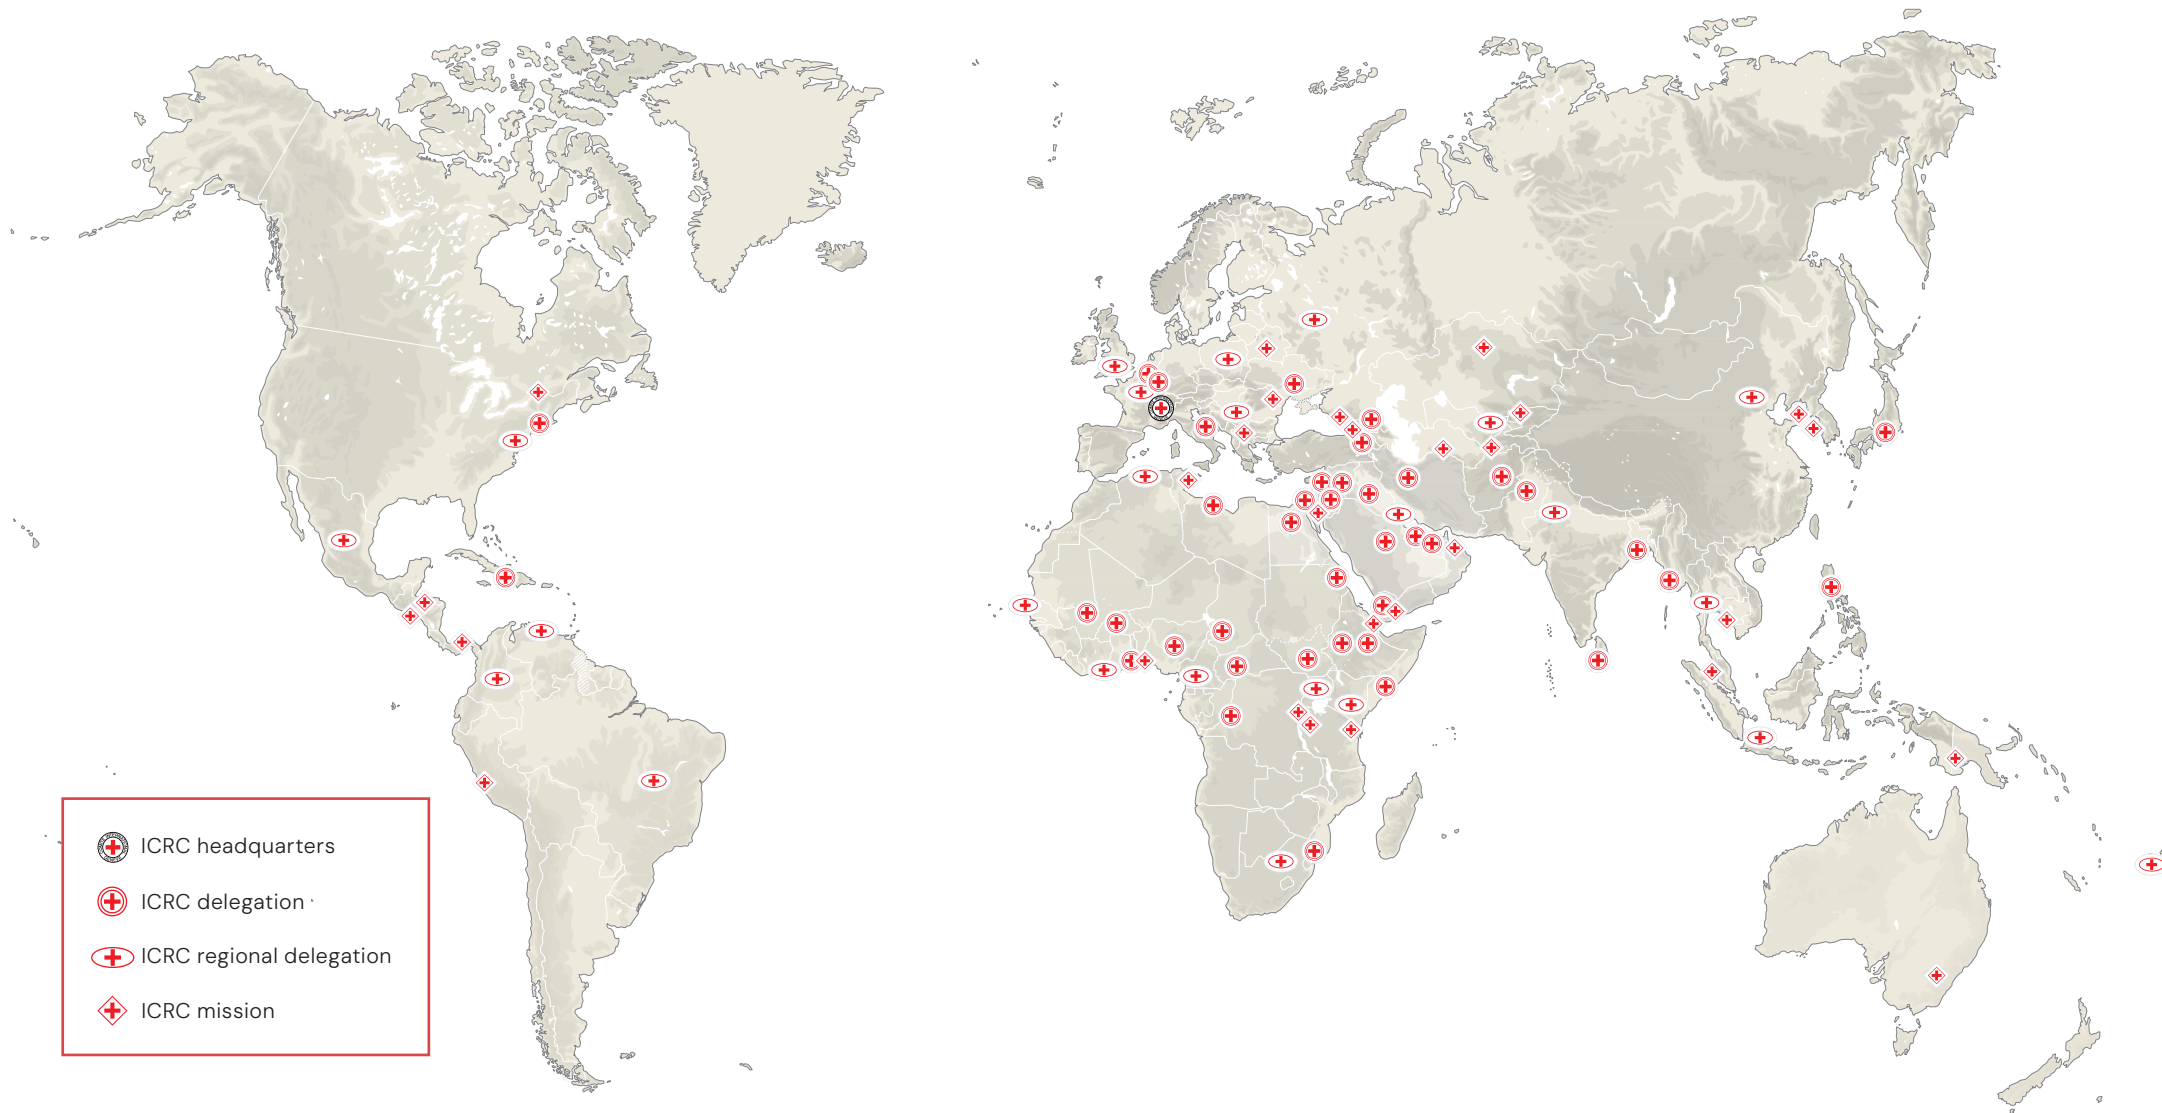 ICRC headquarters
ICRC delegation
ICRC regional delegation
ICRC mission